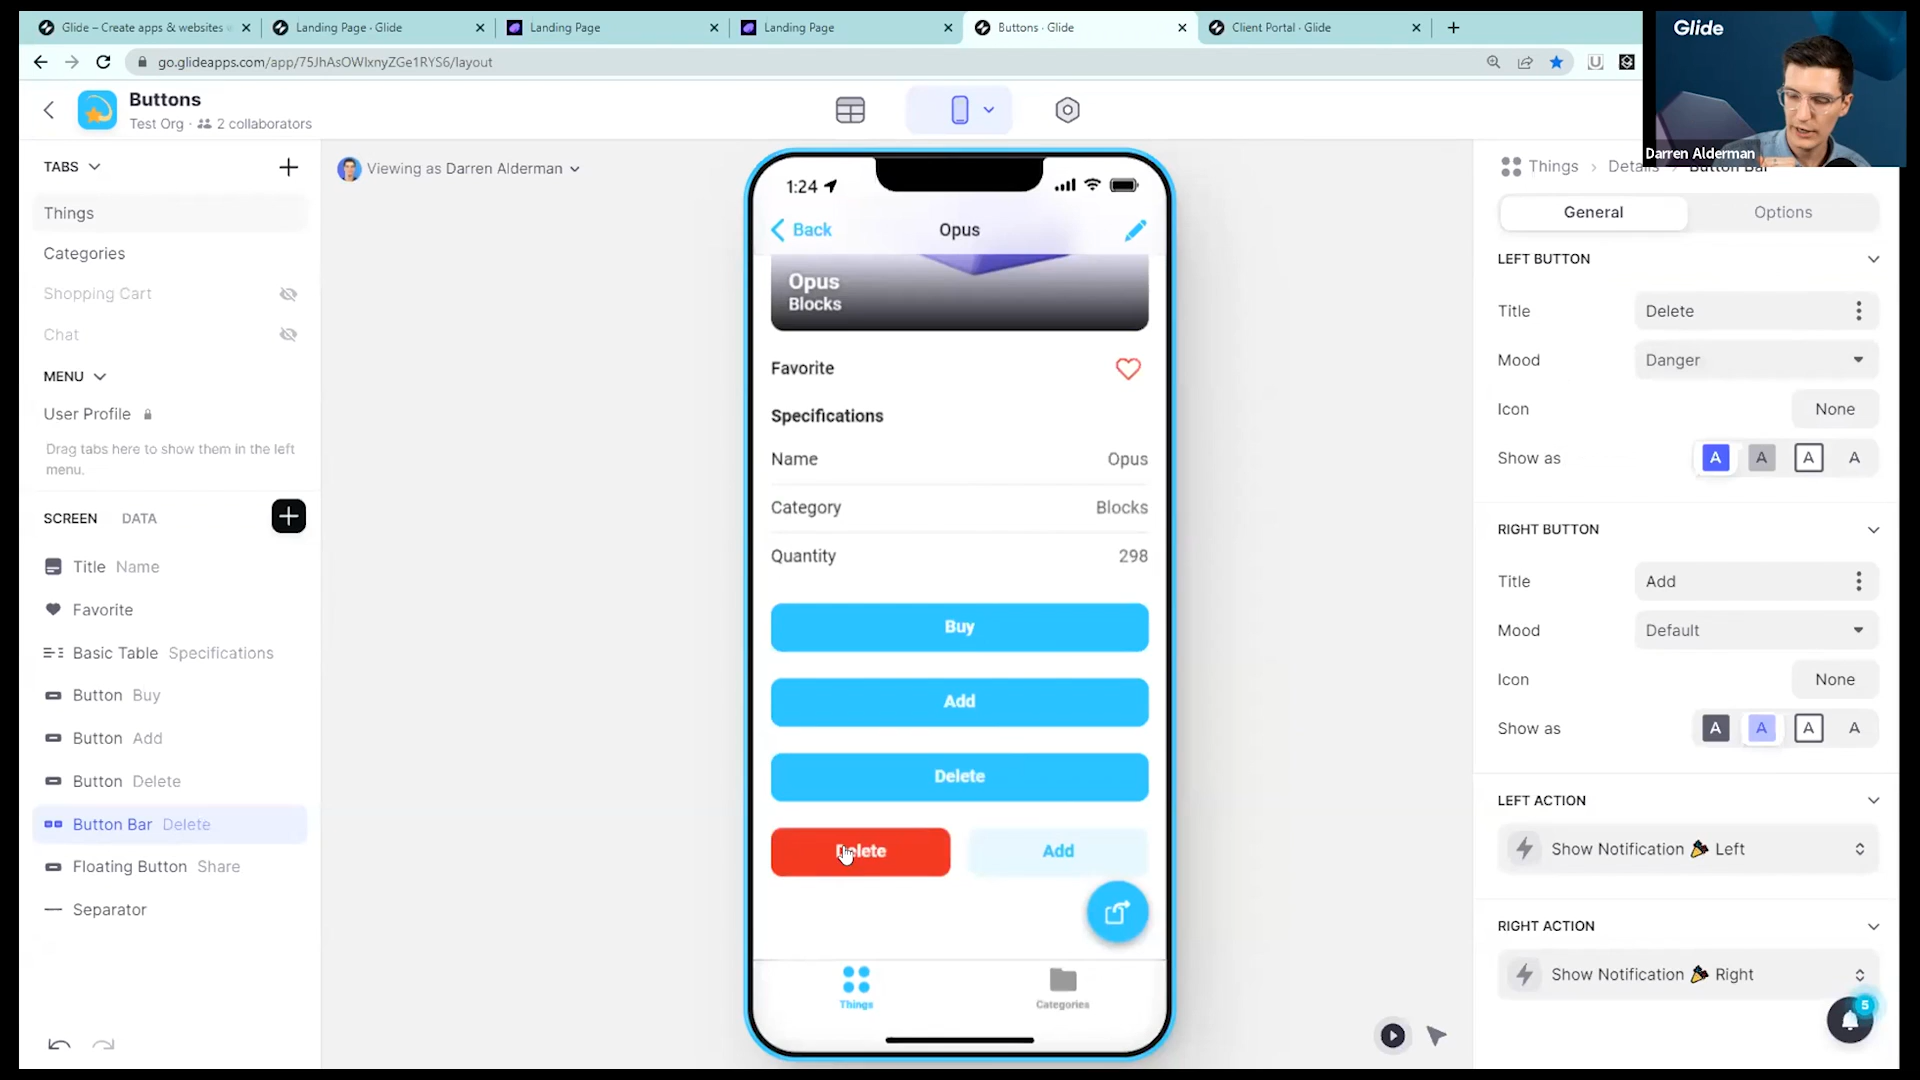 Glide – Create apps & websites
Landing Page · Glide
Landing Page
Landing Page
Buttons · Glide
Client Portal · Glide
Glide
go.glideapps.com/app/75JhAsOWIxnyZGe1RYS6/layout
Darren Alderman
Buttons
Test Org · 2 collaborators
TABS
Things
Categories
Shopping Cart
Chat
MENU
User Profile
Drag tabs here to show them in the left
menu.
SCREEN DATA
Title Name
Favorite
Basic Table Specifications
Button Buy
Button Add
Button Delete
Button Bar Delete
Floating Button Share
Separator
Viewing as Darren Alderman
1:24
Back
Opus
Opus
Blocks
Favorite
Specifications
Name Opus
Category Blocks
Quantity 298
Buy
Add
Delete
Delete Add
Things
Categories
Things > Details > Button Bar
General Options
LEFT BUTTON
Title Delete
Mood Danger
Icon None
Show as A A A A
RIGHT BUTTON
Title Add
Mood Default
Icon None
Show as A A A A
LEFT ACTION
Show Notification 🎉 Left
RIGHT ACTION
Show Notification 🎉 Right
5